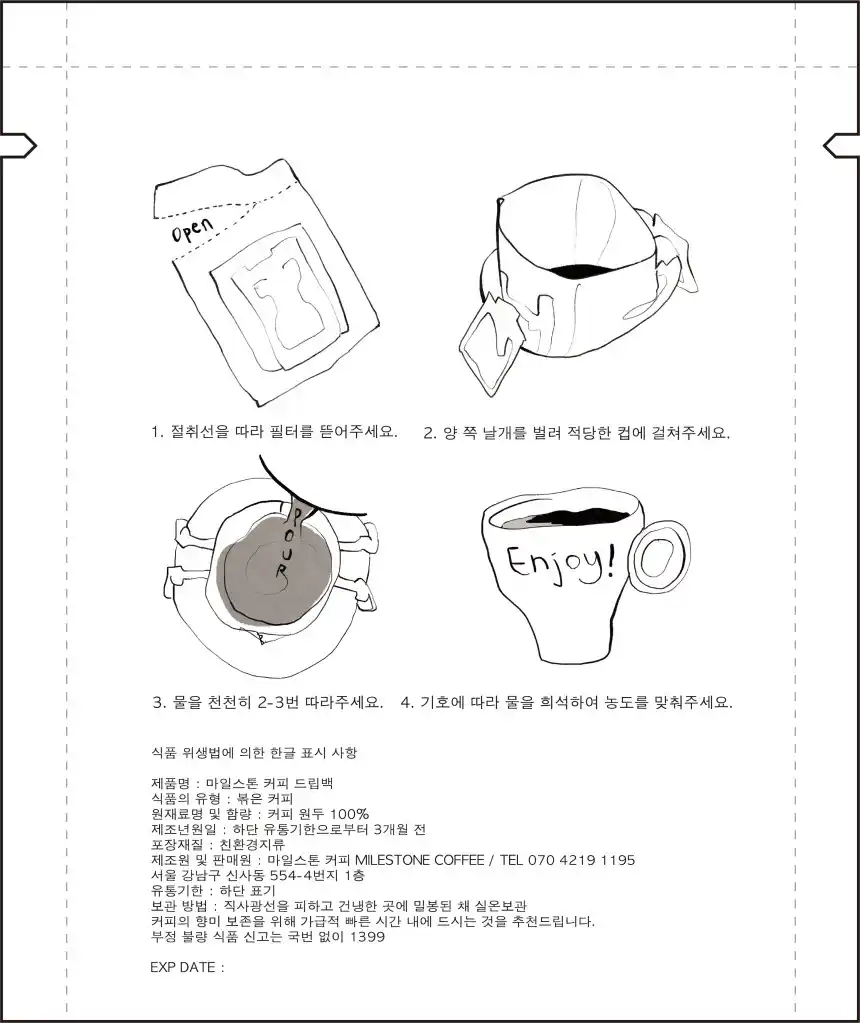 Open
1. 절취선을 따라 필터를 뜯어주세요.
2. 양 쪽 날개를 벌려 적당한 컵에 걸쳐주세요.
POUR
Enjoy!
3. 물을 천천히 2-3번 따라주세요.
4. 기호에 따라 물을 희석하여 농도를 맞춰주세요.
식품 위생법에 의한 한글 표시 사항
제품명 : 마일스톤 커피 드립백
식품의 유형 : 볶은 커피
원재료명 및 함량 : 커피 원두 100%
제조년원일 : 하단 유통기한으로부터 3개월 전
포장재질 : 친환경지류
제조원 및 판매원 : 마일스톤 커피 MILESTONE COFFEE / TEL 070 4219 1195
서울 강남구 신사동 554-4번지 1층
유통기한 : 하단 표기
보관 방법 : 직사광선을 피하고 건냉한 곳에 밀봉된 채 실온보관
커피의 향미 보존을 위해 가급적 빠른 시간 내에 드시는 것을 추천드립니다.
부정 불량 식품 신고는 국번 없이 1399
EXP DATE :